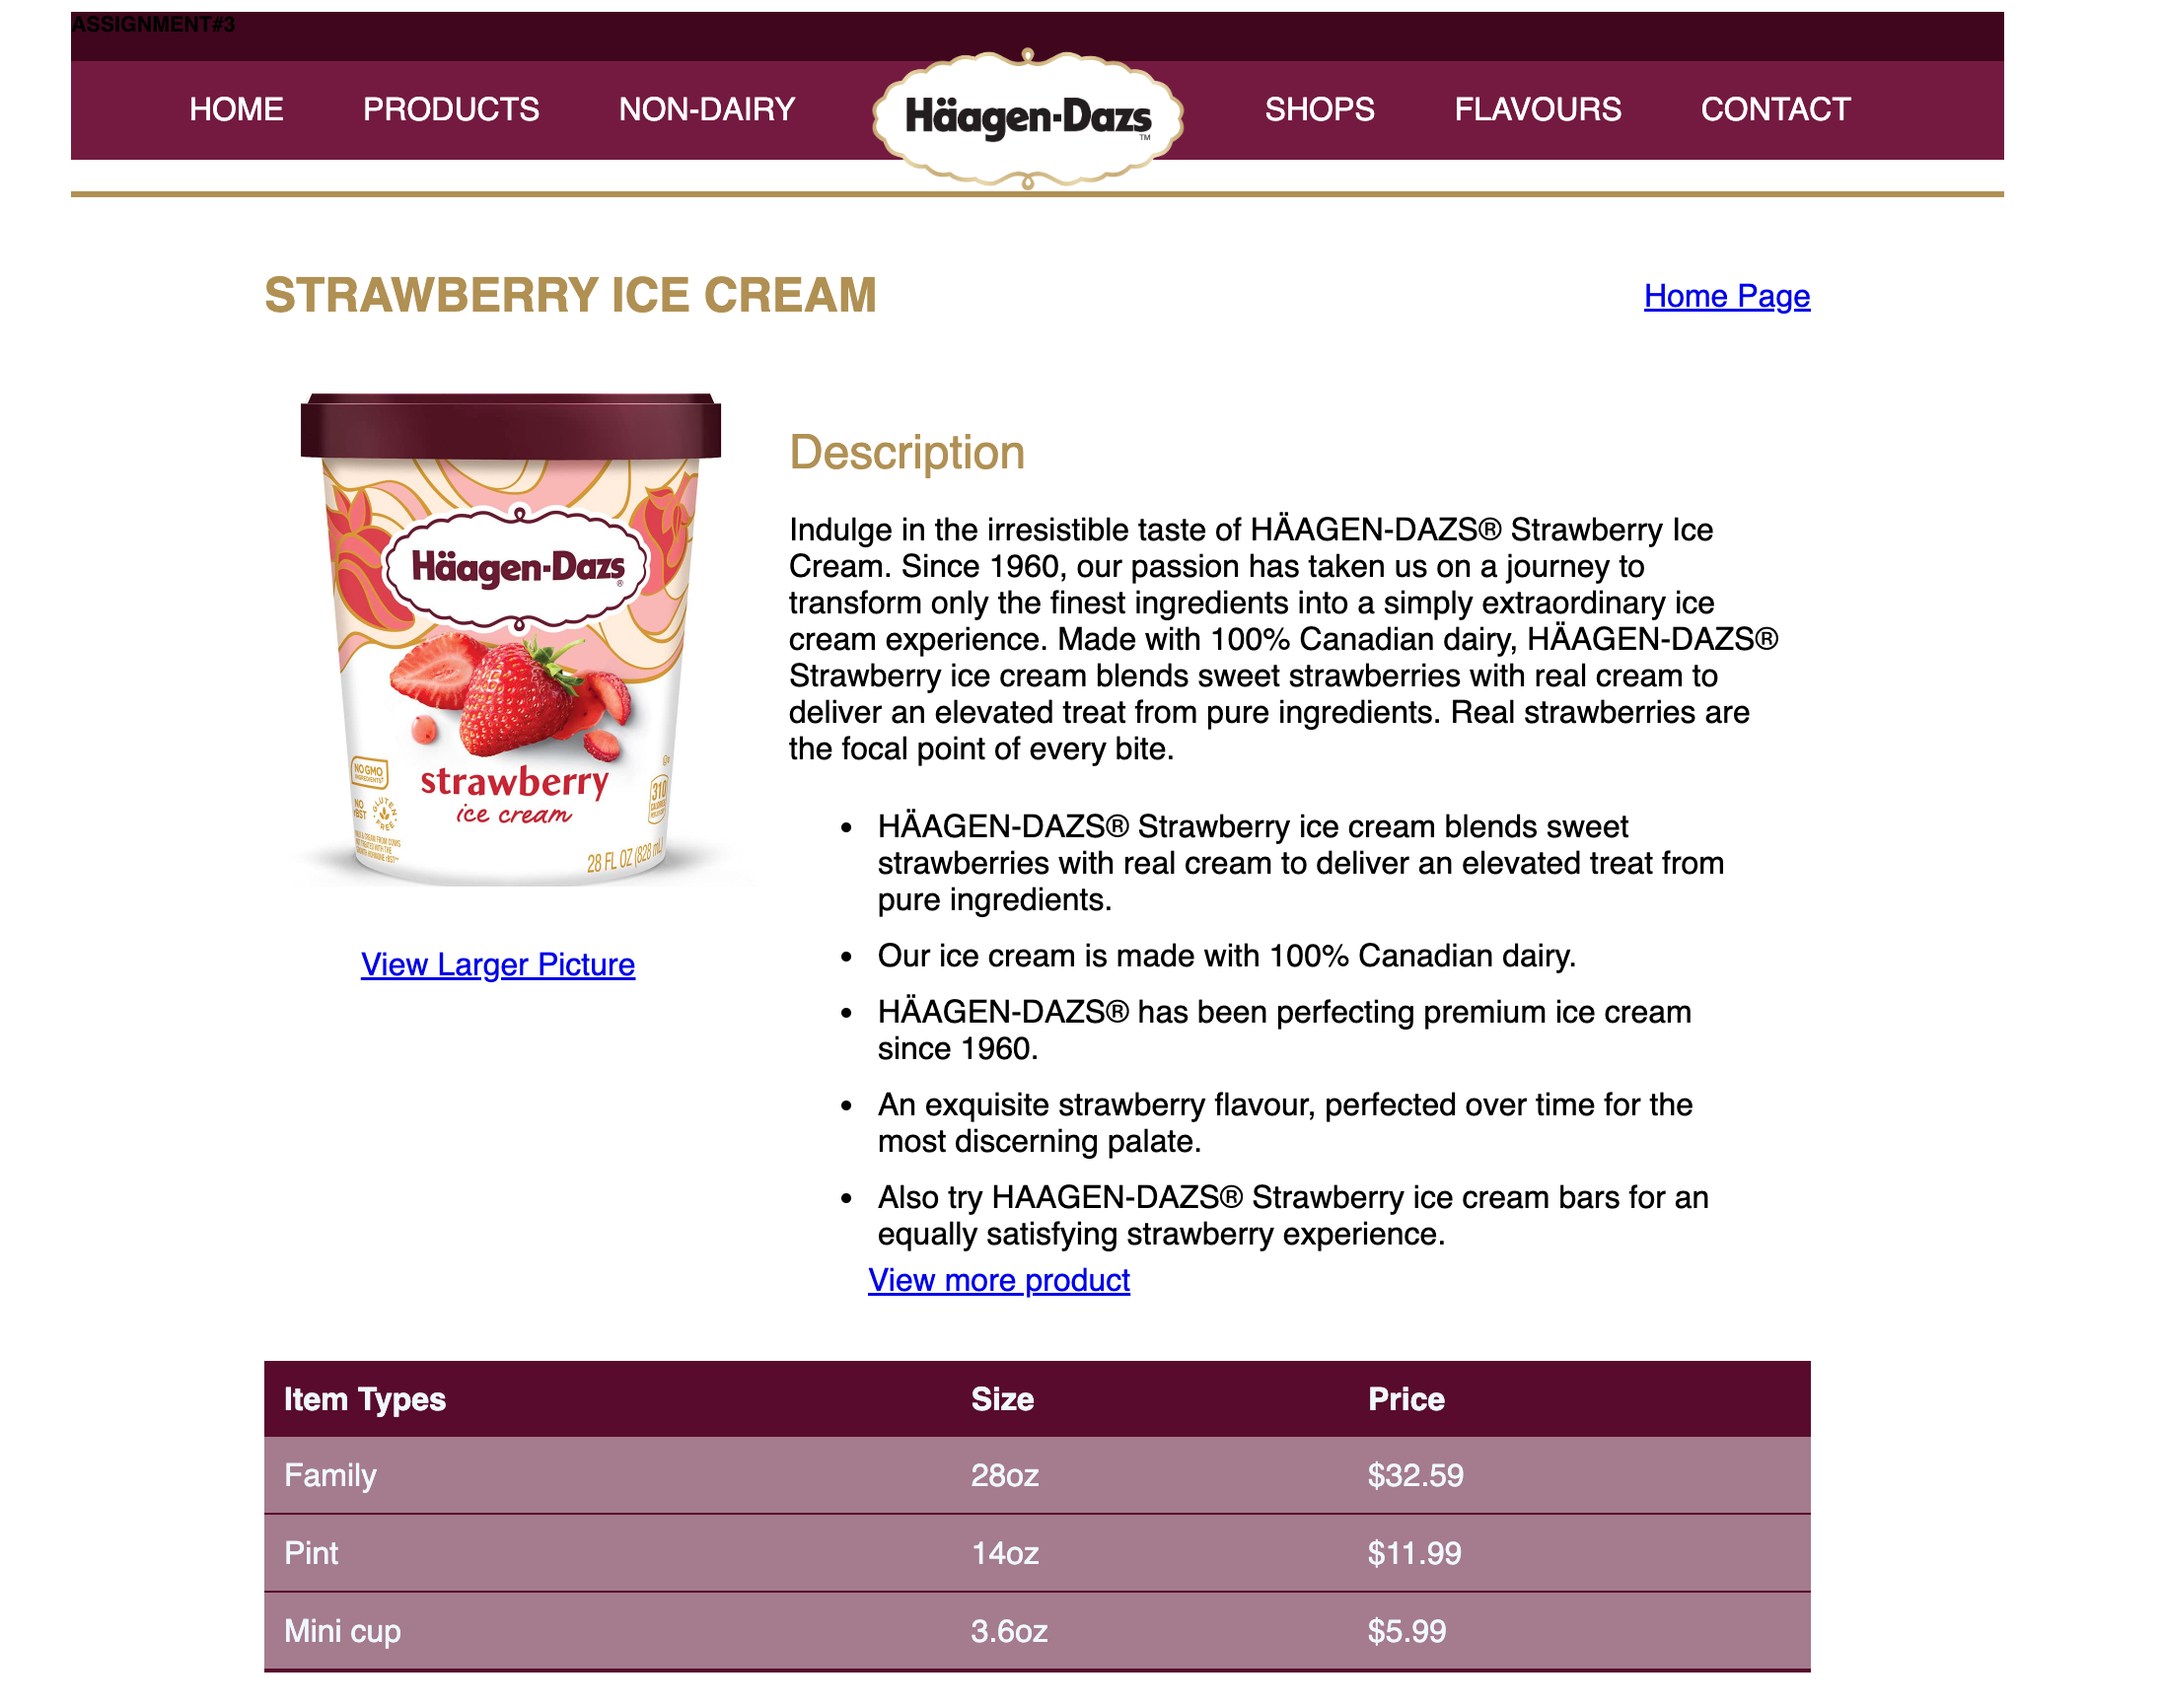 ASSIGNMENT#3
HOME PRODUCTS NON-DAIRY Häagen-Dazs™ SHOPS FLAVOURS CONTACT
STRAWBERRY ICE CREAM
Home Page
Häagen-Dazs®
NO GMO
INGREDIENTS
NO
rBST
GLUTEN
FREE
strawberry
ice cream
310
28 FL OZ (828 mL)
View Larger Picture
Description
Indulge in the irresistible taste of HÄAGEN-DAZS® Strawberry Ice
Cream. Since 1960, our passion has taken us on a journey to
transform only the finest ingredients into a simply extraordinary ice
cream experience. Made with 100% Canadian dairy, HÄAGEN-DAZS®
Strawberry ice cream blends sweet strawberries with real cream to
deliver an elevated treat from pure ingredients. Real strawberries are
the focal point of every bite.
• HÄAGEN-DAZS® Strawberry ice cream blends sweet
strawberries with real cream to deliver an elevated treat from
pure ingredients.
• Our ice cream is made with 100% Canadian dairy.
• HÄAGEN-DAZS® has been perfecting premium ice cream
since 1960.
• An exquisite strawberry flavour, perfected over time for the
most discerning palate.
• Also try HAAGEN-DAZS® Strawberry ice cream bars for an
equally satisfying strawberry experience.
View more product
Item Types Size Price
Family 28oz $32.59
Pint 14oz $11.99
Mini cup 3.6oz $5.99